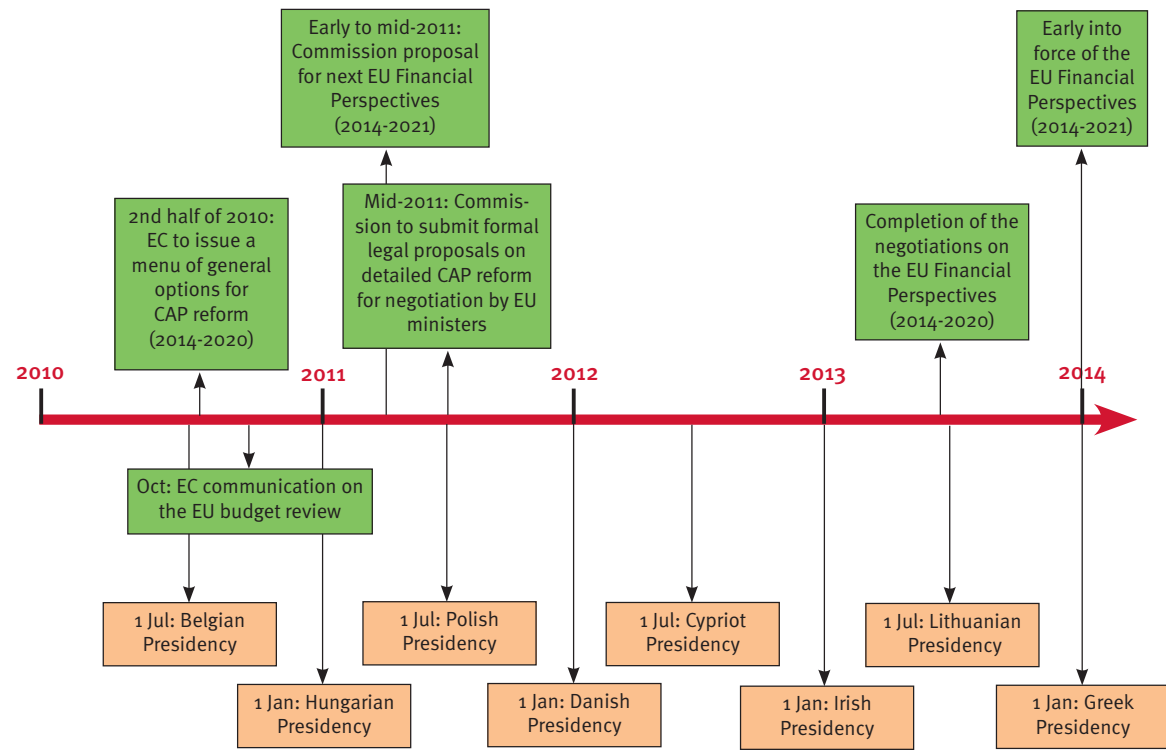 Early to mid-2011:
Commission proposal
for next EU Financial
Perspectives
(2014-2021)
Early into
force of the
EU Financial
Perspectives
(2014-2021)
2nd half of 2010:
EC to issue a
menu of general
options for
CAP reform
(2014-2020)
Mid-2011: Commis-
sion to submit formal
legal proposals on
detailed CAP reform
for negotiation by EU
ministers
Completion of the
negotiations on
the EU Financial
Perspectives
(2014-2020)
2010
2011
2012
2013
2014
Oct: EC communication on
the EU budget review
1 Jul: Belgian
Presidency
1 Jul: Polish
Presidency
1 Jul: Cypriot
Presidency
1 Jul: Lithuanian
Presidency
1 Jan: Hungarian
Presidency
1 Jan: Danish
Presidency
1 Jan: Irish
Presidency
1 Jan: Greek
Presidency